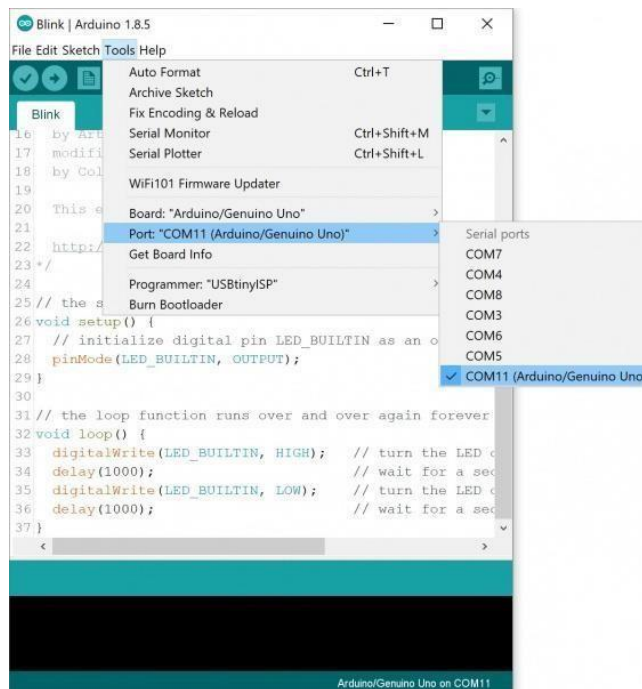 Blink | Arduino 1.8.5
File Edit Sketch Tools Help
Blink
Auto Format Ctrl+T
Archive Sketch
Fix Encoding & Reload
Serial Monitor Ctrl+Shift+M
Serial Plotter Ctrl+Shift+L
WiFi101 Firmware Updater
Board: "Arduino/Genuino Uno"
Port: "COM11 (Arduino/Genuino Uno)"
Get Board Info
Programmer: "USBtinyISP"
Burn Bootloader
Serial ports
COM7
COM4
COM8
COM3
COM6
COM5
COM11 (Arduino/Genuino Uno
16 by
17 modifi
18 by Col
19
20 This e
21
22 http:/
23 */
24
25 // the s
26 void setup() {
27 // initialize digital pin LED_BUILTIN as an o
28 pinMode(LED_BUILTIN, OUTPUT);
29 }
30
31 // the loop function runs over and over again forever
32 void loop() {
33 digitalWrite(LED_BUILTIN, HIGH); // turn the LED
34 delay(1000); // wait for a sec
35 digitalWrite(LED_BUILTIN, LOW); // turn the LED
36 delay(1000); // wait for a sec
37 }
Arduino/Genuino Uno on COM11